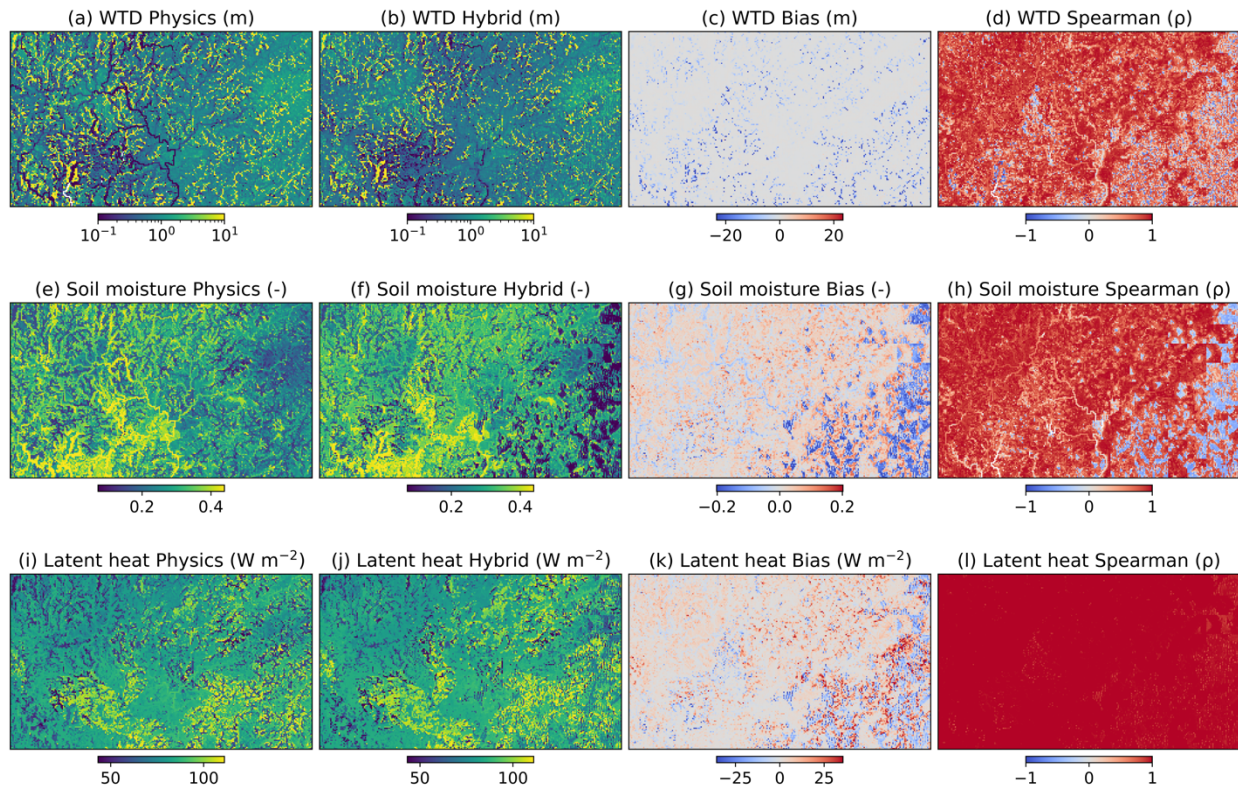 (a) WTD Physics (m) (b) WTD Hybrid (m) (c) WTD Bias (m) (d) WTD Spearman (ρ)
10⁻¹ 10⁰ 10¹ 10⁻¹ 10⁰ 10¹ −20 0 20 −1 0 1
(e) Soil moisture Physics (-) (f) Soil moisture Hybrid (-) (g) Soil moisture Bias (-) (h) Soil moisture Spearman (ρ)
0.2 0.4 0.2 0.4 −0.2 0.0 0.2 −1 0 1
(i) Latent heat Physics (W m⁻²) (j) Latent heat Hybrid (W m⁻²) (k) Latent heat Bias (W m⁻²) (l) Latent heat Spearman (ρ)
50 100 50 100 −25 0 25 −1 0 1